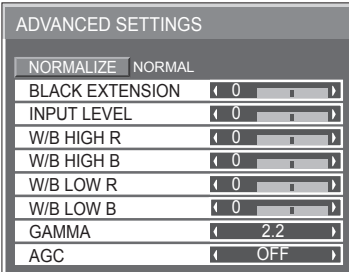 ADVANCED SETTINGS
NORMALIZE NORMAL
BLACK EXTENSION 0
INPUT LEVEL 0
W/B HIGH R 0
W/B HIGH B 0
W/B LOW R 0
W/B LOW B 0
GAMMA 2.2
AGC OFF